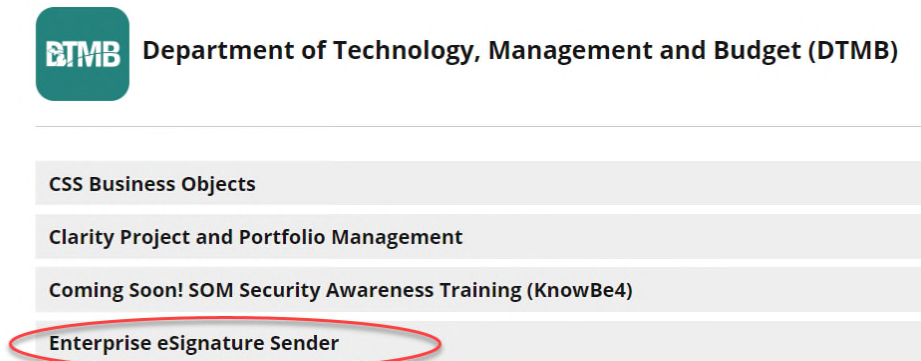 DTMB
Department of Technology, Management and Budget (DTMB)
CSS Business Objects
Clarity Project and Portfolio Management
Coming Soon! SOM Security Awareness Training (KnowBe4)
Enterprise eSignature Sender